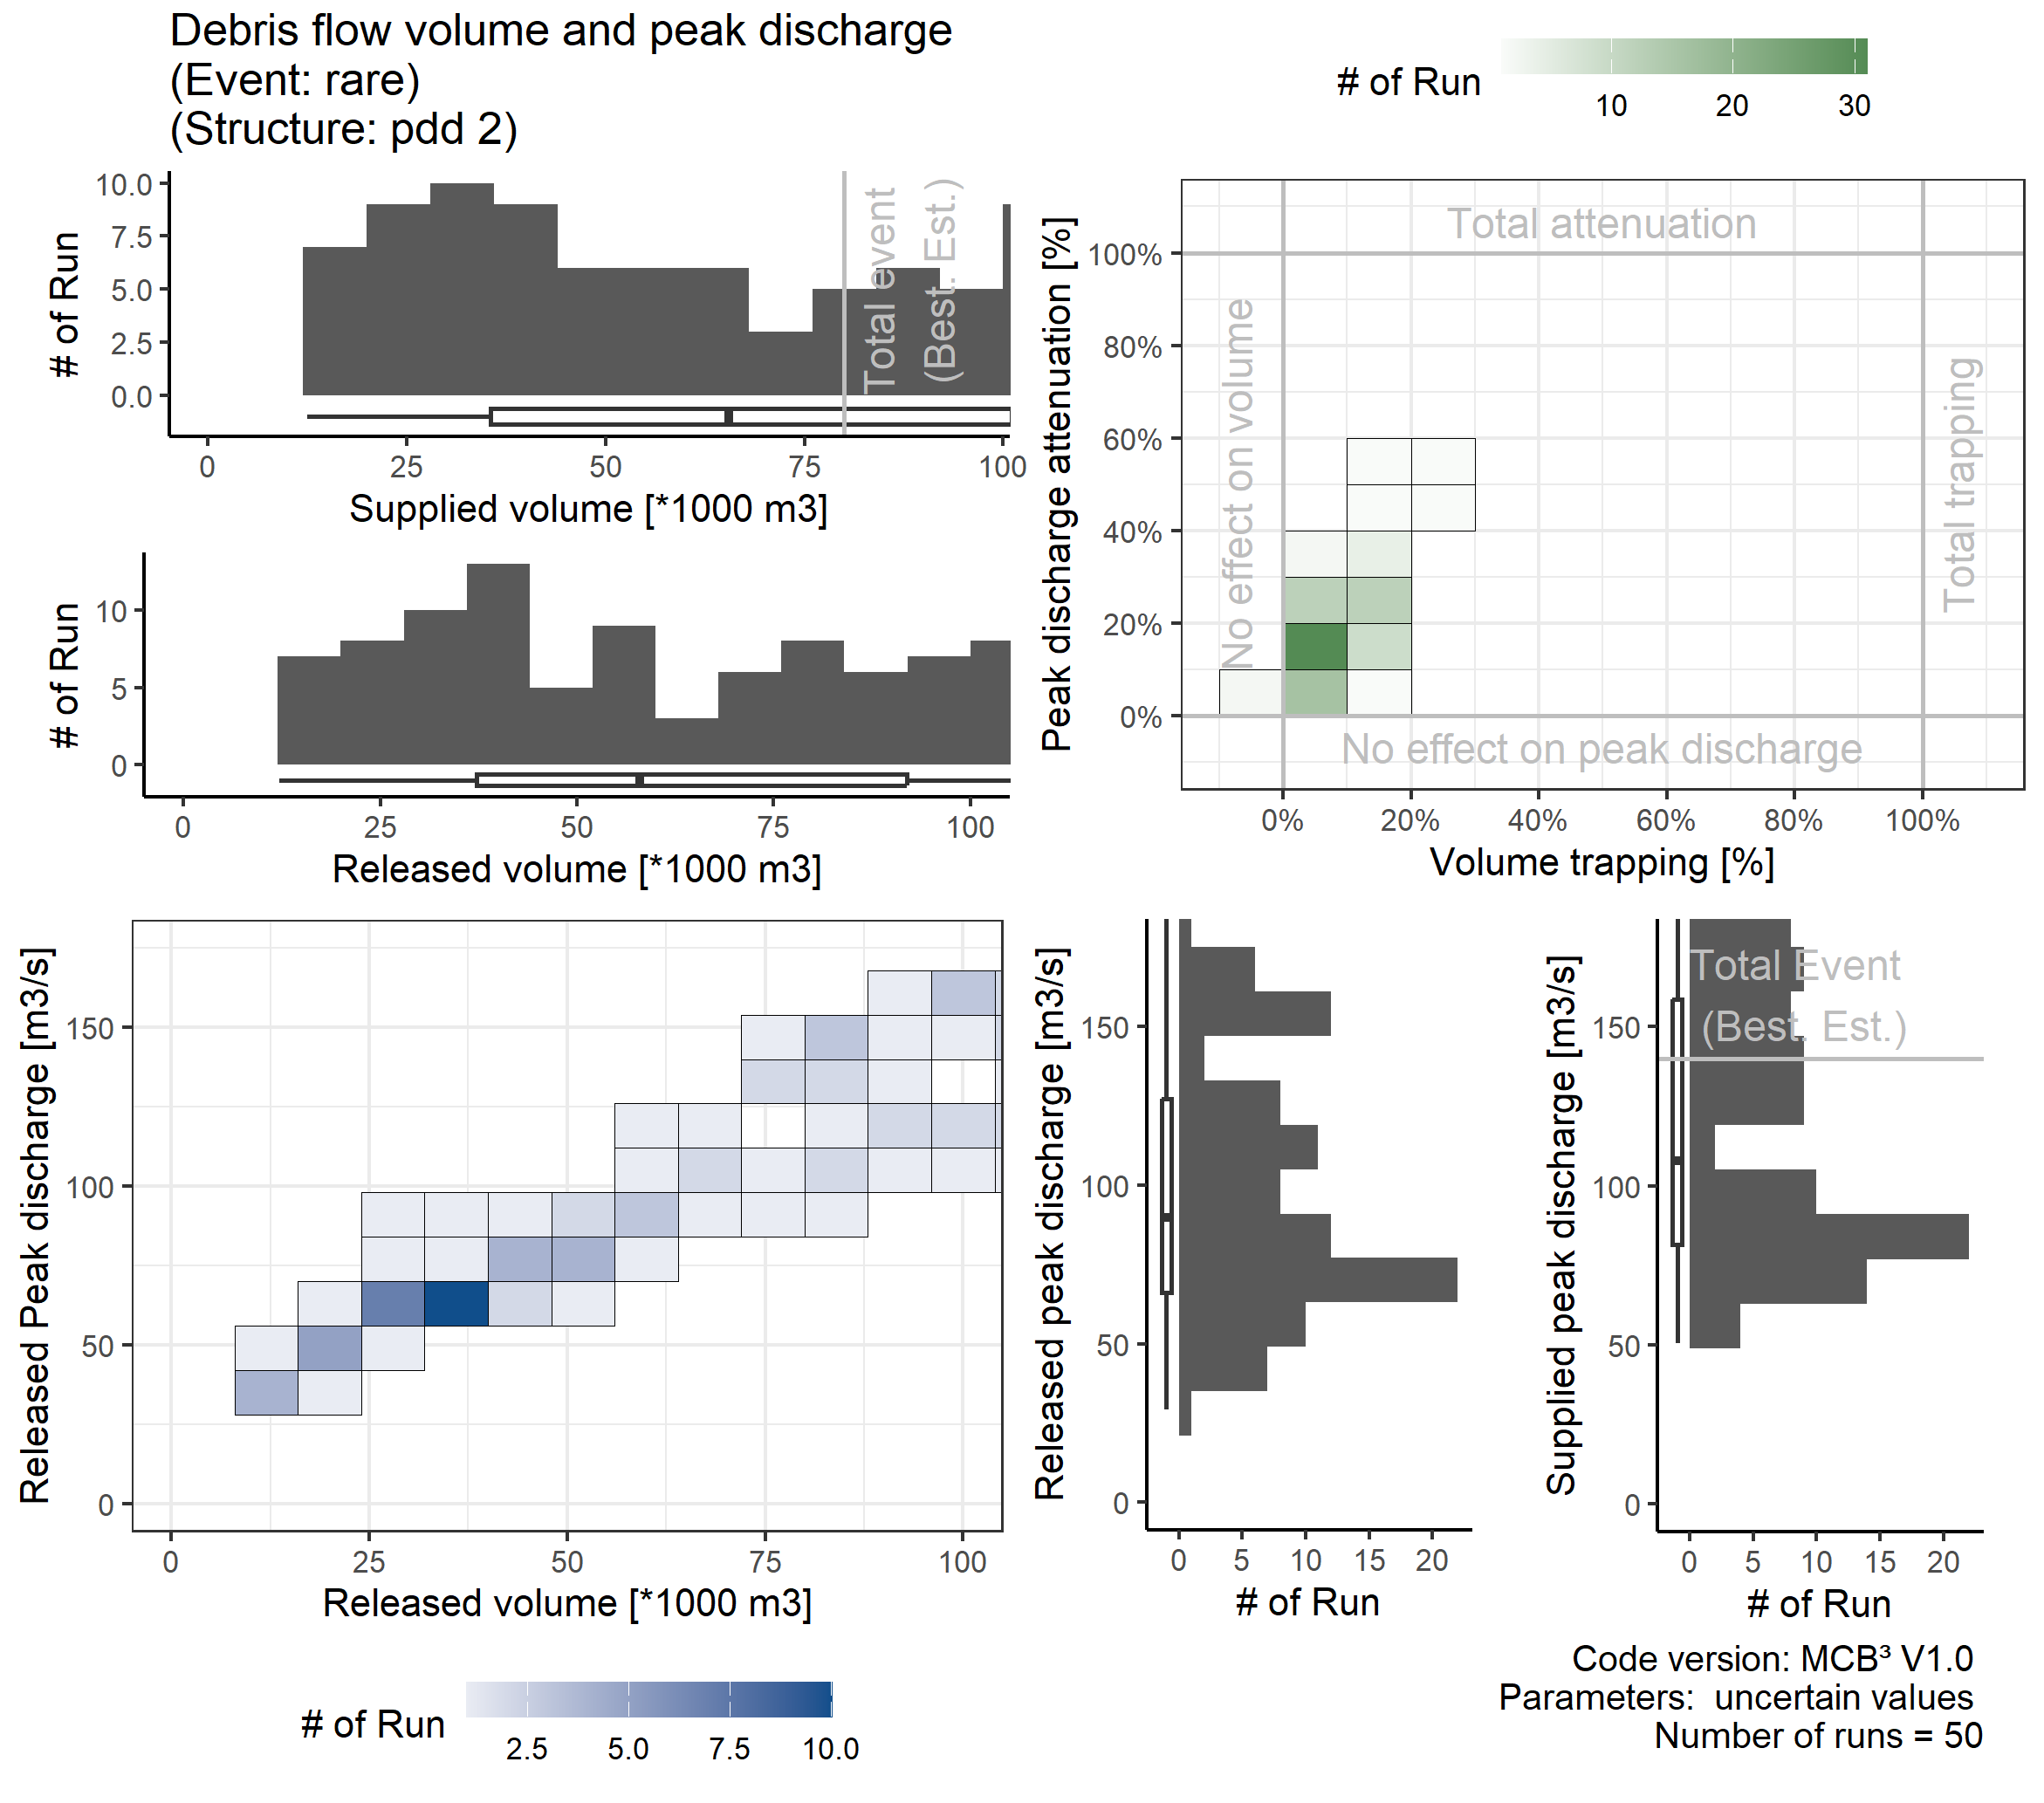 Debris flow volume and peak discharge
(Event: rare)
(Structure: pdd 2)
# of Run
10 20 30
# of Run
10.0
7.5
5.0
2.5
0.0
Total event
(Best. Est.)
0 25 50 75 100
Supplied volume [*1000 m3]
# of Run
10
5
0
0 25 50 75 100
Released volume [*1000 m3]
Peak discharge attenuation [%]
100%
80%
60%
40%
20%
0%
Total attenuation
No effect on volume
Total trapping
No effect on peak discharge
0% 20% 40% 60% 80% 100%
Volume trapping [%]
Released Peak discharge [m3/s]
150
100
50
0
0 25 50 75 100
Released volume [*1000 m3]
# of Run
2.5 5.0 7.5 10.0
Released peak discharge [m3/s]
150
100
50
0
0 5 10 15 20
# of Run
Supplied peak discharge [m3/s]
150
100
50
0
Total Event
(Best. Est.)
0 5 10 15 20
# of Run
Code version: MCB³ V1.0
Parameters:  uncertain values
Number of runs = 50